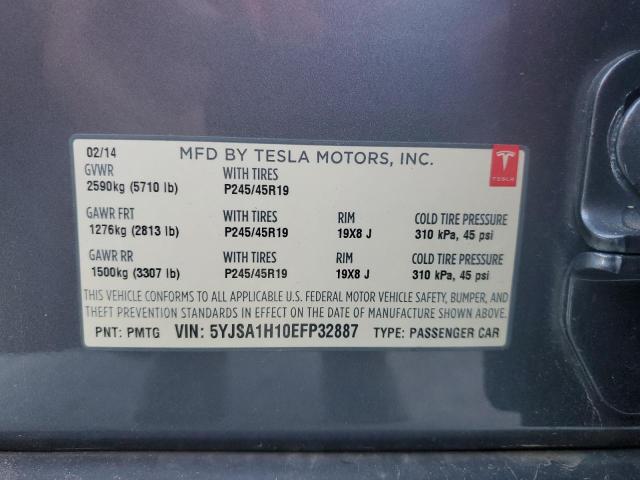 02/14 MFD BY TESLA MOTORS, INC.
GVWR WITH TIRES
2590kg (5710 lb) P245/45R19
TESLA
GAWR FRT WITH TIRES RIM COLD TIRE PRESSURE
1276kg (2813 lb) P245/45R19 19X8 J 310 kPa, 45 psi
GAWR RR WITH TIRES RIM COLD TIRE PRESSURE
1500kg (3307 lb) P245/45R19 19X8 J 310 kPa, 45 psi
THIS VEHICLE CONFORMS TO ALL APPLICABLE U.S. FEDERAL MOTOR VEHICLE SAFETY, BUMPER, AND
THEFT PREVENTION STANDARDS IN EFFECT ON THE DATE OF MANUFACTURE SHOWN ABOVE.
PNT: PMTG VIN: 5YJSA1H10EFP32887 TYPE: PASSENGER CAR